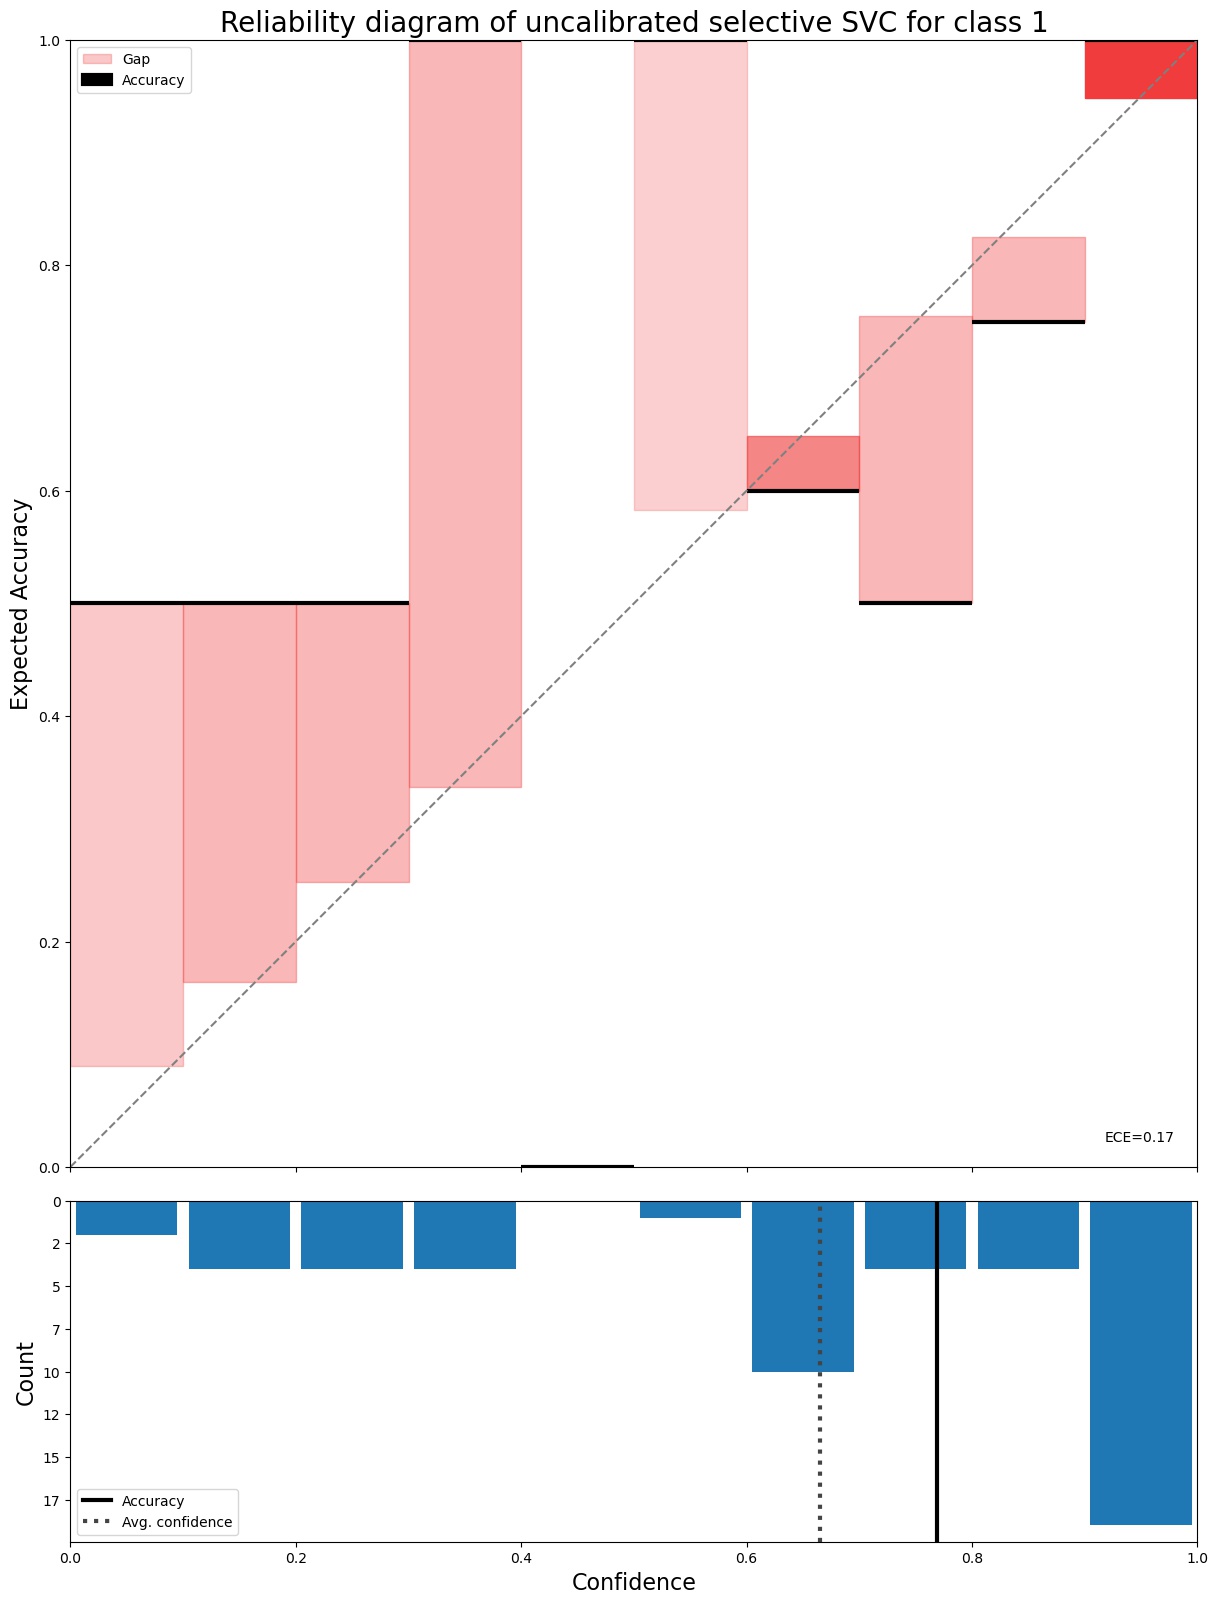 Reliability diagram of uncalibrated selective SVC for class 1
1.0
Gap
Accuracy
0.8
0.6
Expected Accuracy
0.4
0.2
ECE=0.17
0.0
0
2
5
7
Count
10
12
15
17
Accuracy
Avg. confidence
0.0 0.2 0.4 0.6 0.8 1.0
Confidence